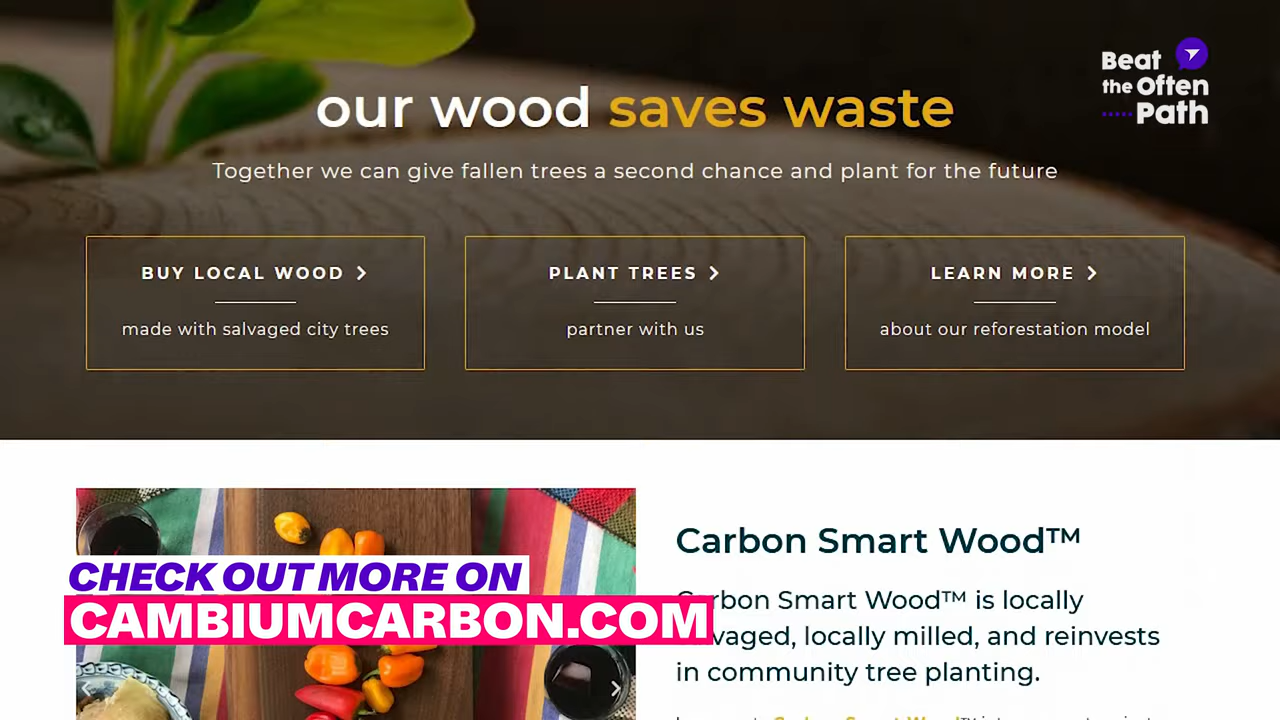 Beat
the Often
Path
our wood saves waste
Together we can give fallen trees a second chance and plant for the future
BUY LOCAL WOOD
made with salvaged city trees
PLANT TREES
partner with us
LEARN MORE
about our reforestation model
CHECK OUT MORE ON
CAMBIUMCARBON.COM
Carbon Smart Wood™
Carbon Smart Wood™ is locally
salvaged, locally milled, and reinvests
in community tree planting.